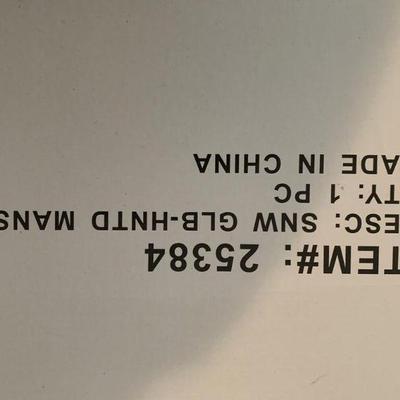 TEM#: 25384
ESC: SNW GLB-HNTD MANS
TY: 1 PC
ADE IN CHINA